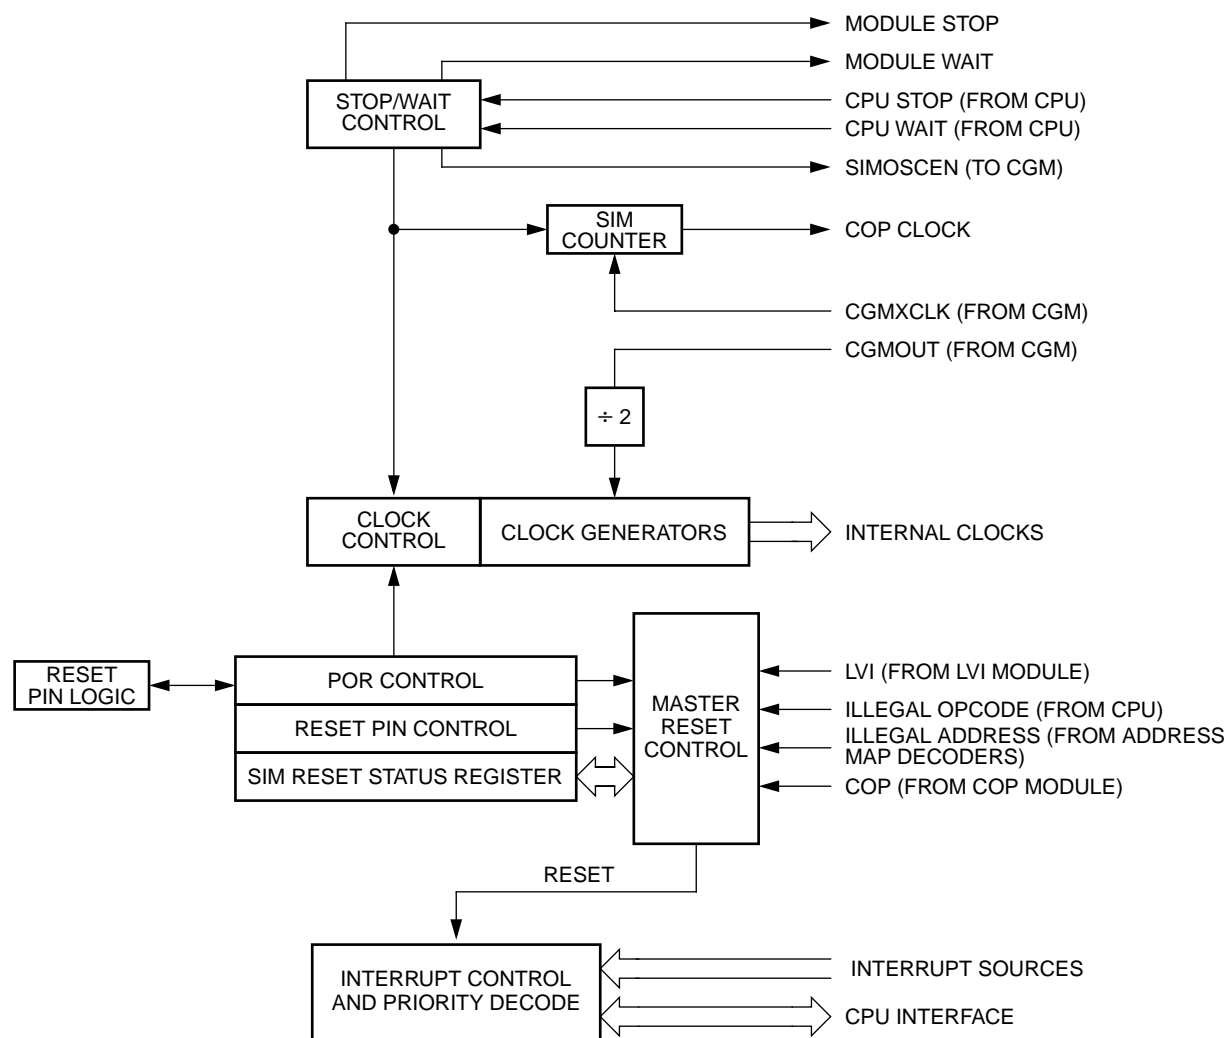 MODULE STOP
MODULE WAIT
STOP/WAIT
CONTROL
CPU STOP (FROM CPU)
CPU WAIT (FROM CPU)
SIMOSCEN (TO CGM)
SIM
COUNTER
COP CLOCK
CGMXCLK (FROM CGM)
CGMOUT (FROM CGM)
÷ 2
CLOCK
CONTROL
CLOCK GENERATORS
INTERNAL CLOCKS
RESET
PIN LOGIC
POR CONTROL
RESET PIN CONTROL
SIM RESET STATUS REGISTER
MASTER
RESET
CONTROL
LVI (FROM LVI MODULE)
ILLEGAL OPCODE (FROM CPU)
ILLEGAL ADDRESS (FROM ADDRESS
MAP DECODERS)
COP (FROM COP MODULE)
RESET
INTERRUPT CONTROL
AND PRIORITY DECODE
INTERRUPT SOURCES
CPU INTERFACE